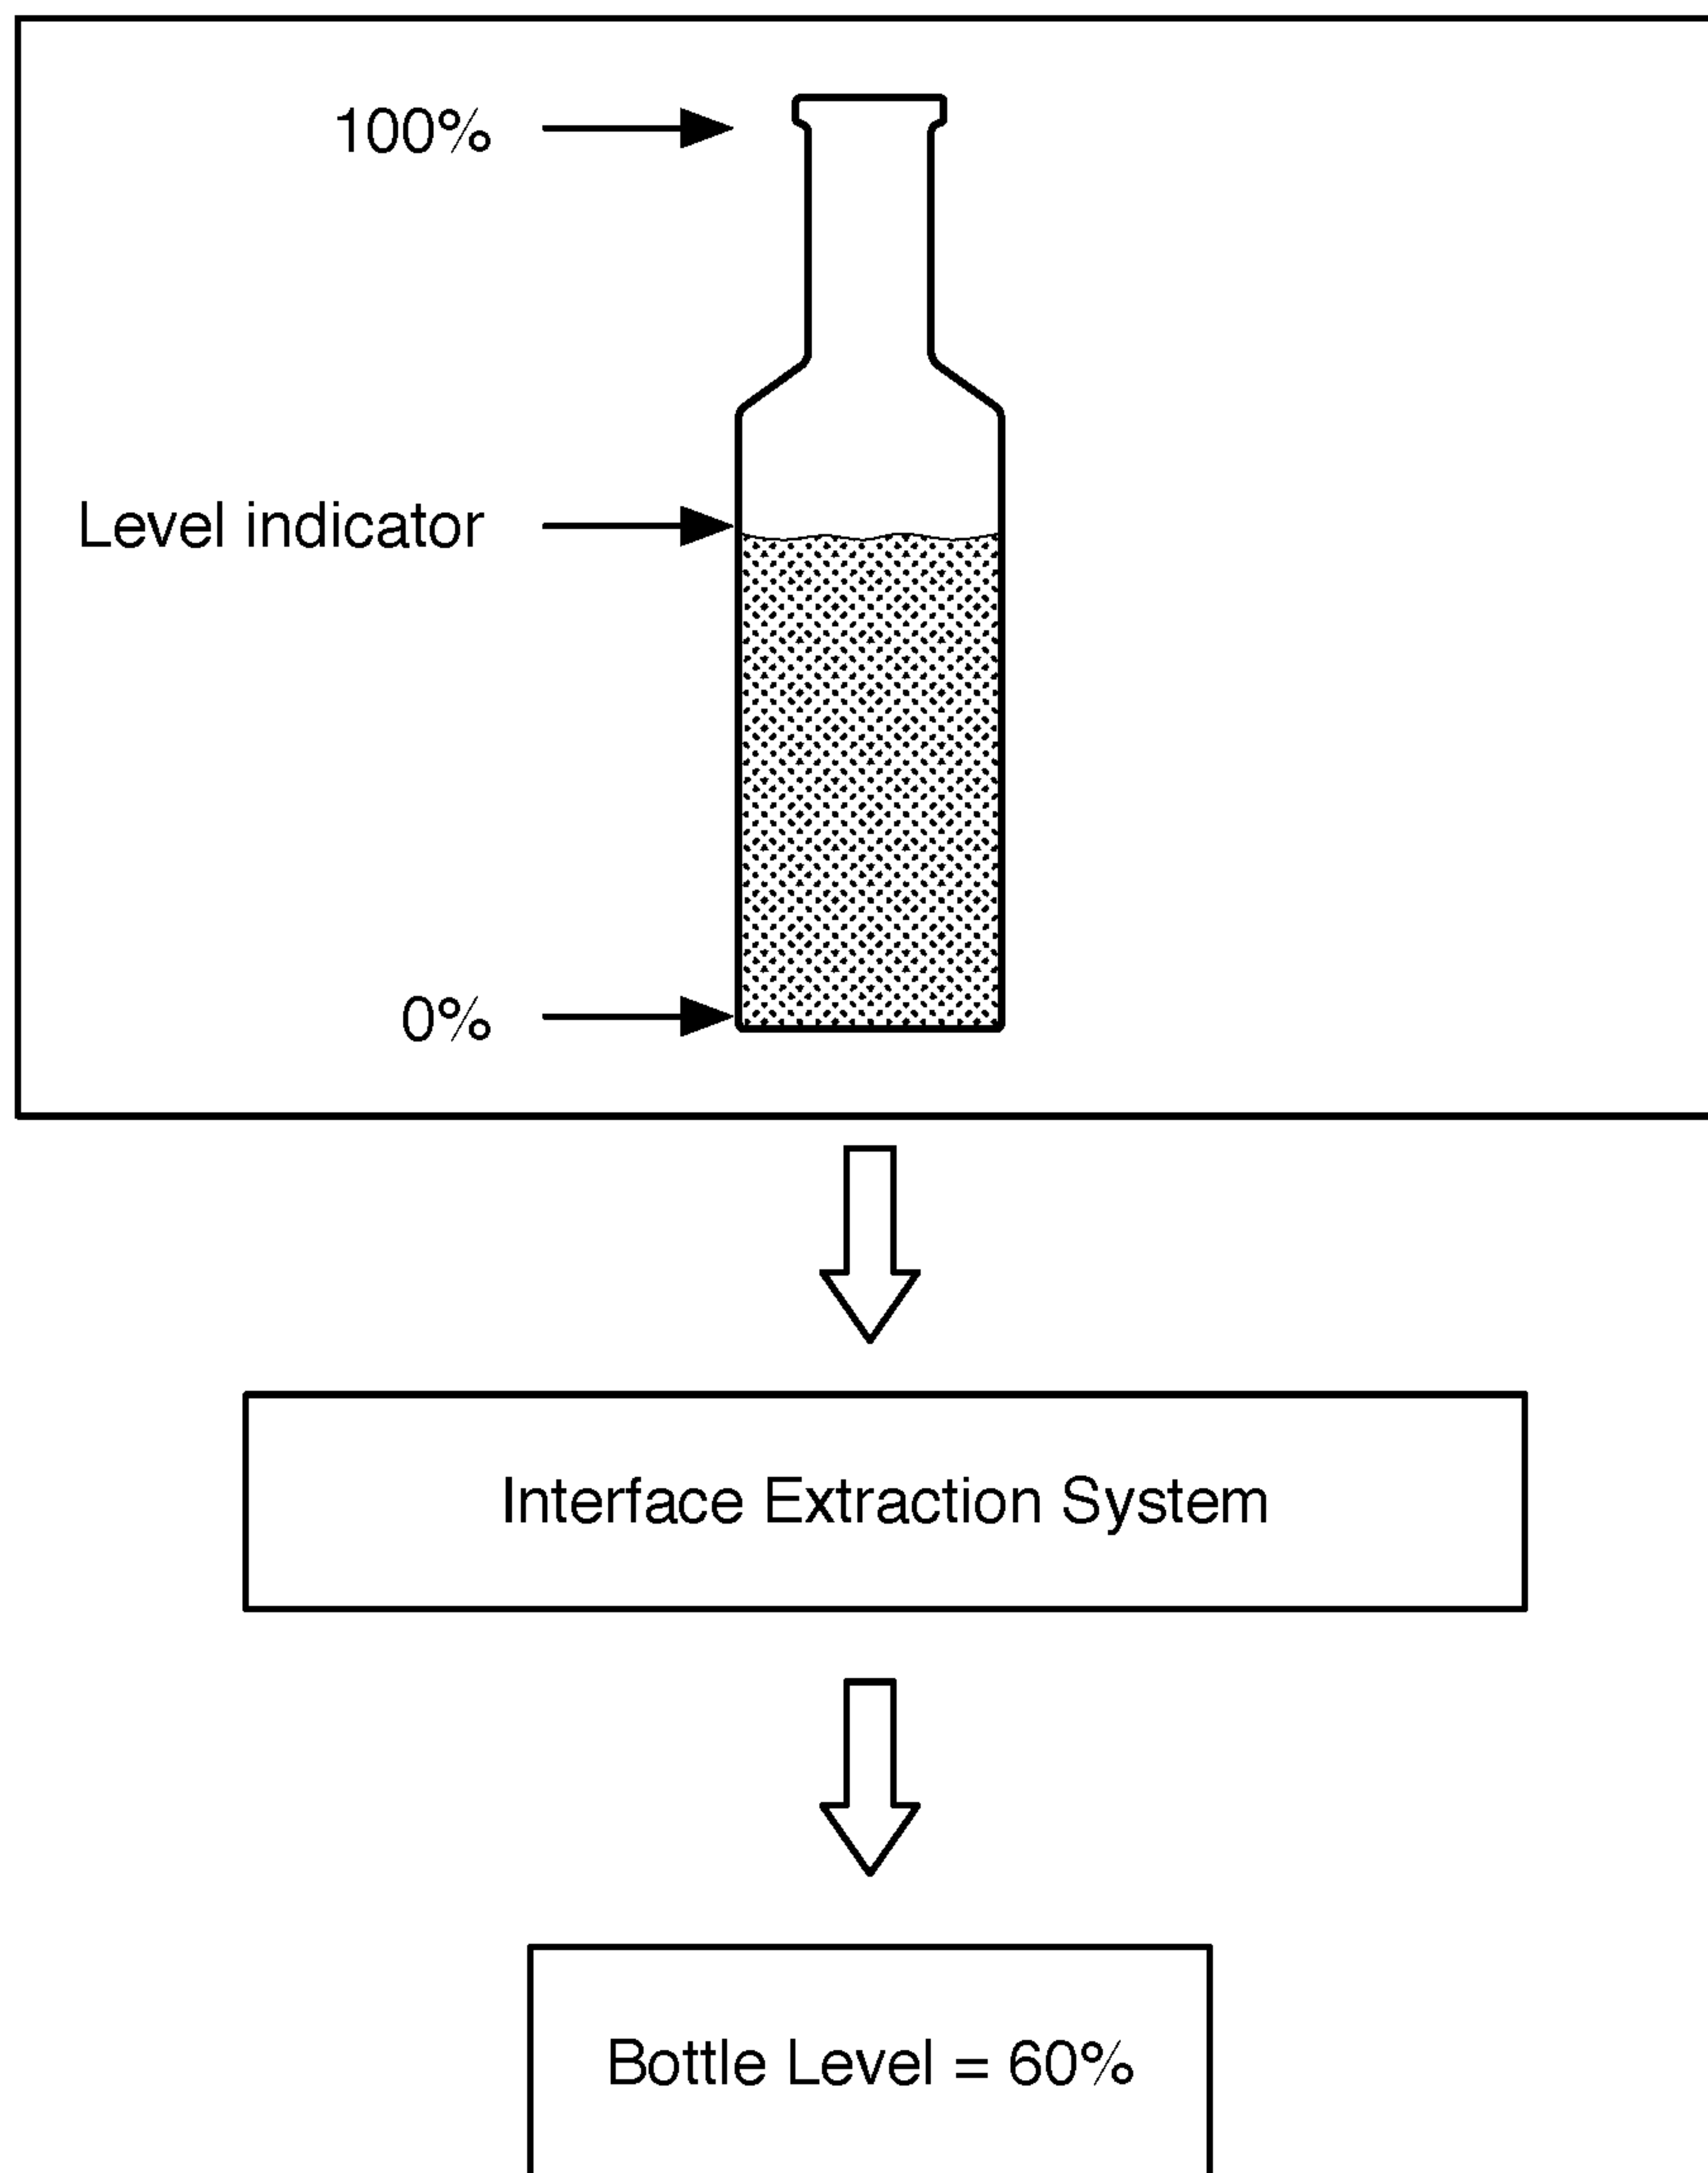 100%
Level indicator
0%
Interface Extraction System
Bottle Level = 60%